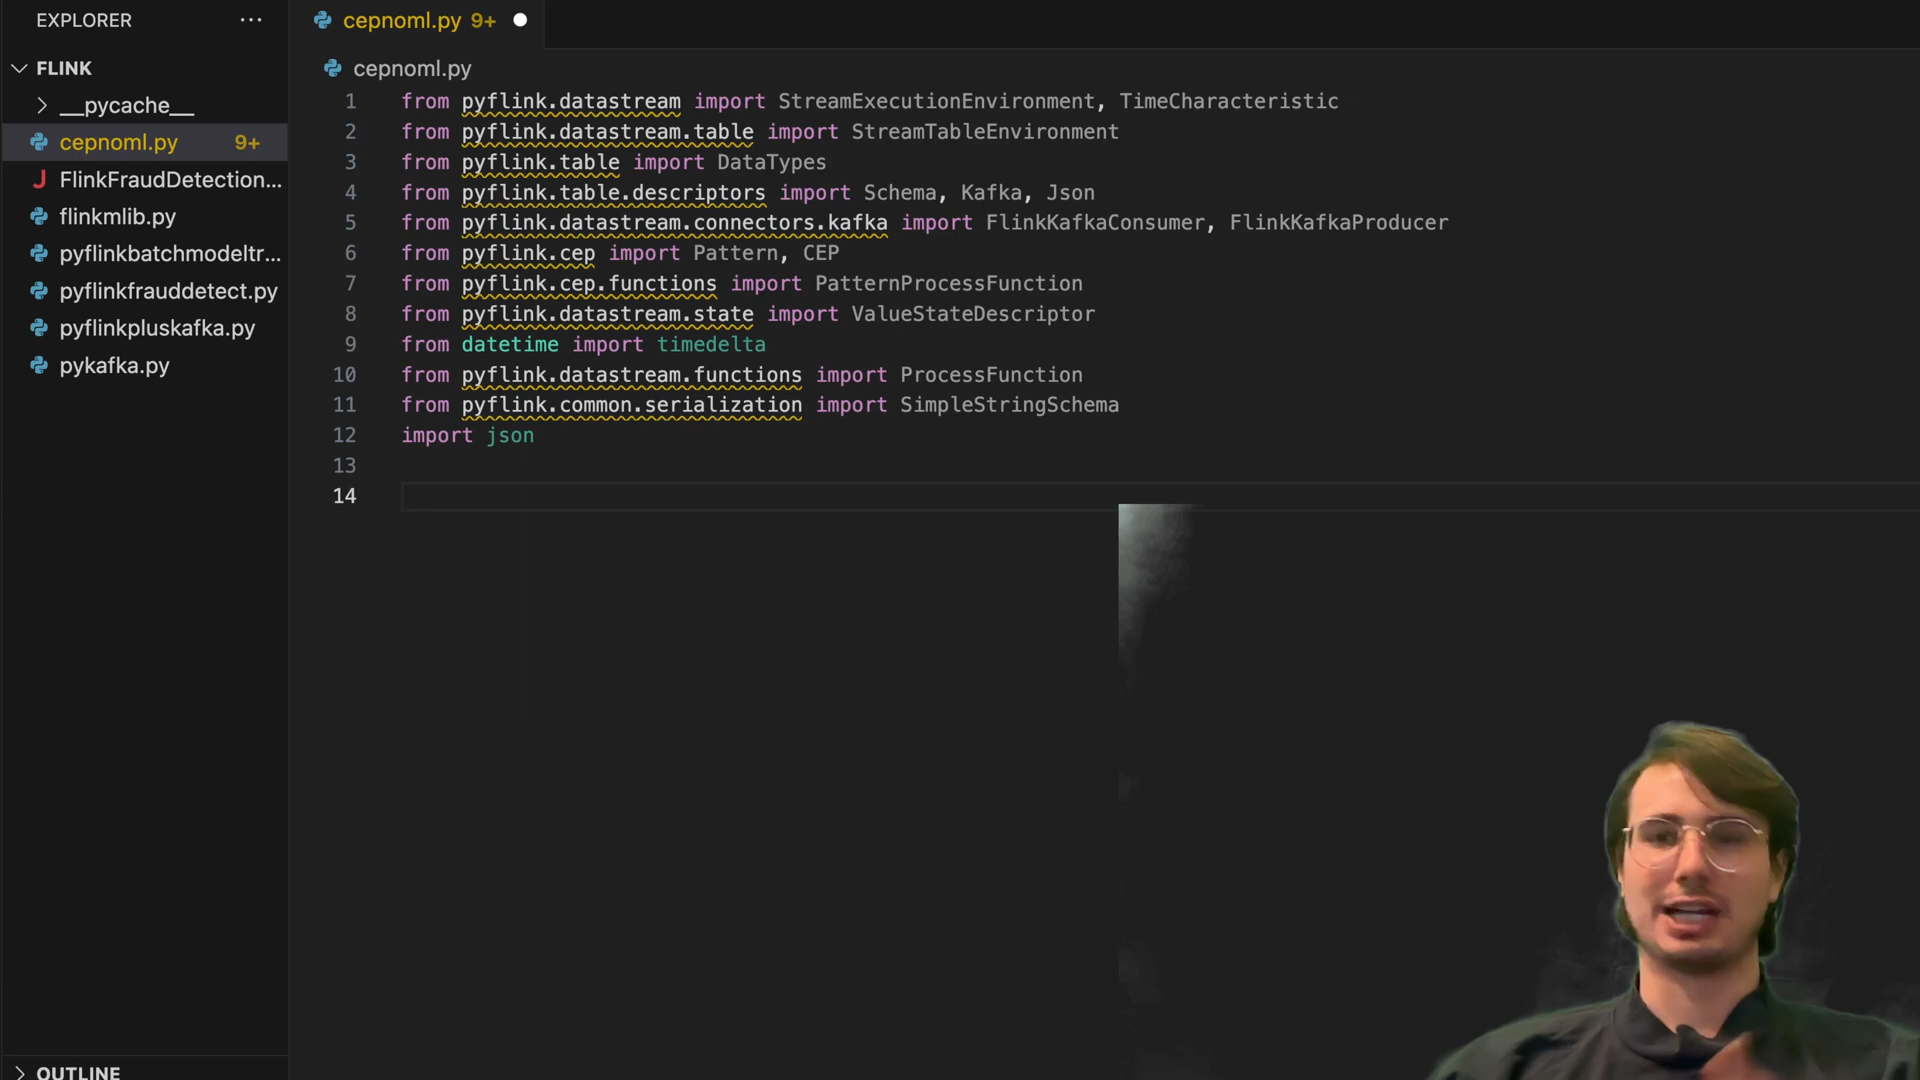 EXPLORER ...
FLINK
__pycache__
cepnoml.py 9+
FlinkFraudDetection...
flinkmlib.py
pyflinkbatchmodeltr...
pyflinkfrauddetect.py
pyflinkpluskafka.py
pykafka.py
OUTLINE
cepnoml.py 9+
cepnoml.py
1 from pyflink.datastream import StreamExecutionEnvironment, TimeCharacteristic
2 from pyflink.datastream.table import StreamTableEnvironment
3 from pyflink.table import DataTypes
4 from pyflink.table.descriptors import Schema, Kafka, Json
5 from pyflink.datastream.connectors.kafka import FlinkKafkaConsumer, FlinkKafkaProducer
6 from pyflink.cep import Pattern, CEP
7 from pyflink.cep.functions import PatternProcessFunction
8 from pyflink.datastream.state import ValueStateDescriptor
9 from datetime import timedelta
10 from pyflink.datastream.functions import ProcessFunction
11 from pyflink.common.serialization import SimpleStringSchema
12 import json
13
14